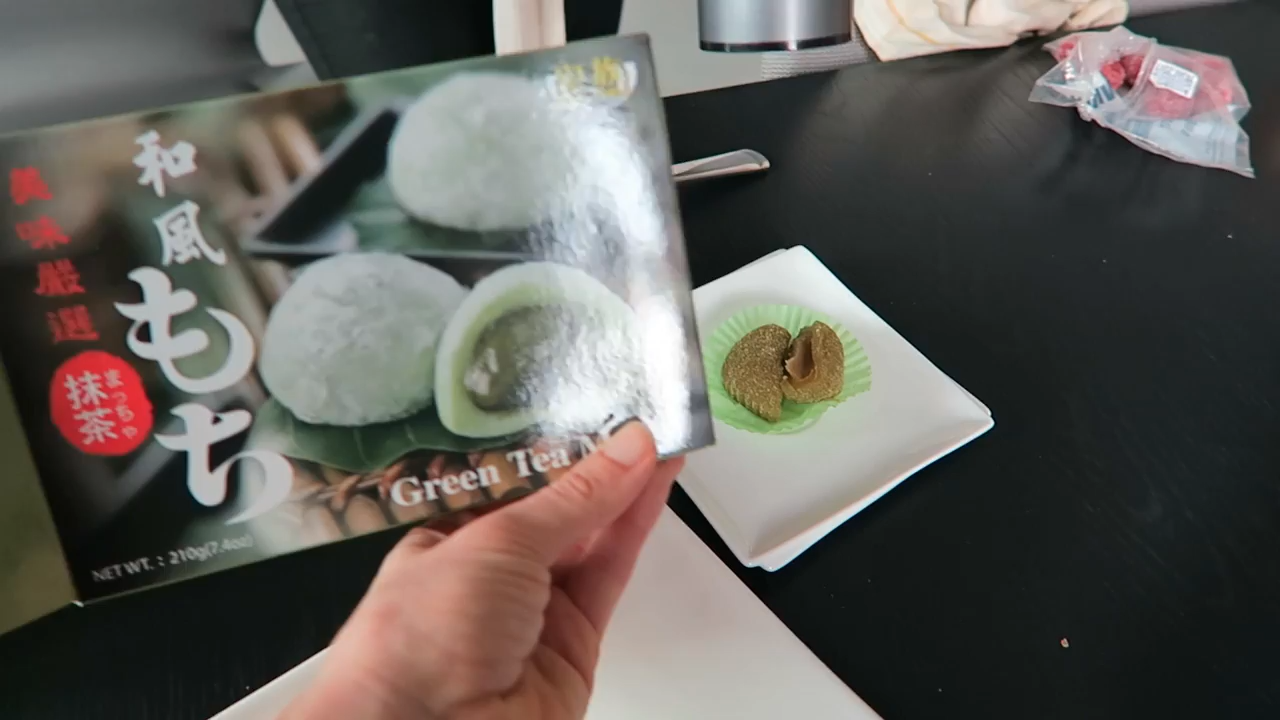 美味厳選
和風
もち
抹茶
まっちゃ
Green Tea
NET WT. : 210g(7.4oz)